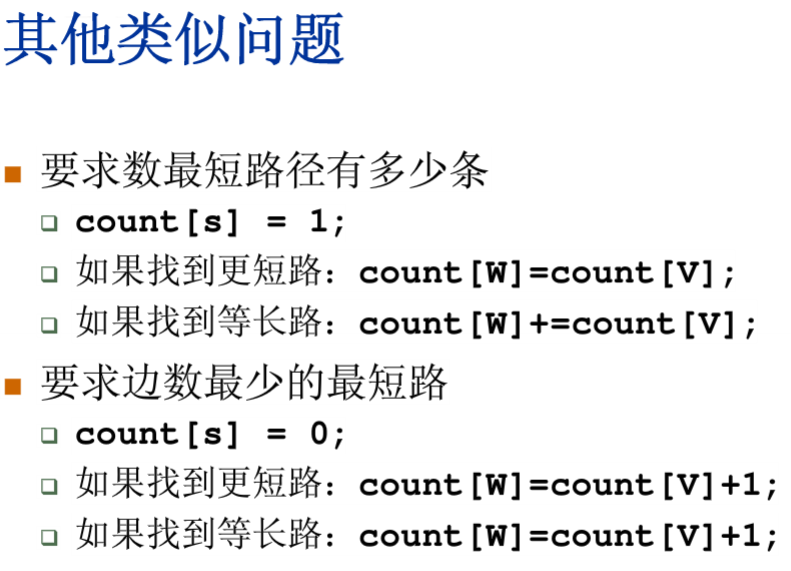 其他类似问题
要求数最短路径有多少条
count[s] = 1;
如果找到更短路：count[W]=count[V];
如果找到等长路：count[W]+=count[V];
要求边数最少的最短路
count[s] = 0;
如果找到更短路：count[W]=count[V]+1;
如果找到等长路：count[W]=count[V]+1;